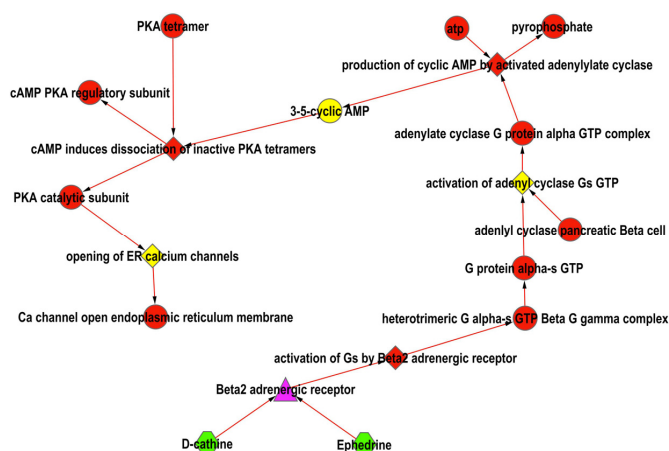 PKA tetramer
atp
pyrophosphate
production of cyclic AMP by activated adenylylate cyclase
cAMP PKA regulatory subunit
3-5-cyclic AMP
adenylate cyclase G protein alpha GTP complex
cAMP induces dissociation of inactive PKA tetramers
activation of adenyl cyclase Gs GTP
PKA catalytic subunit
adenlyl cyclase pancreatic Beta cell
opening of ER calcium channels
G protein alpha-s GTP
Ca channel open endoplasmic reticulum membrane
heterotrimeric G alpha-s GTP Beta G gamma complex
activation of Gs by Beta2 adrenergic receptor
Beta2 adrenergic receptor
D-cathine
Ephedrine